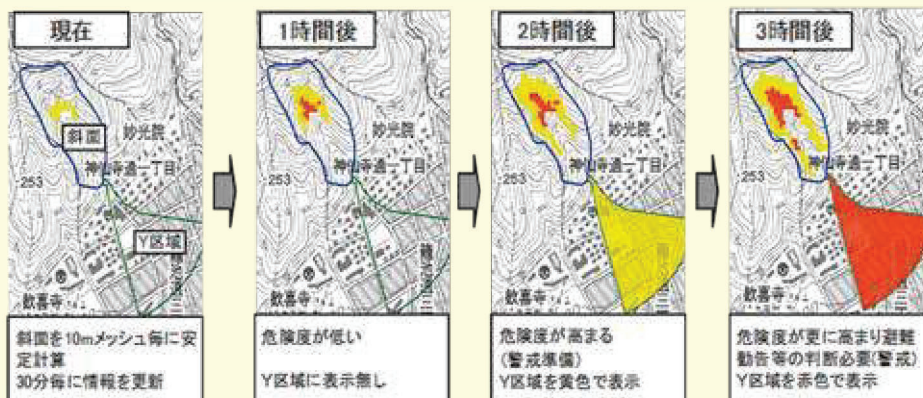 現在
斜面
妙光院
神仙寺通一丁目
253
Y区域
歓喜寺
斜面を10mメッシュ毎に安
定計算
30分毎に情報を更新
1時間後
妙光院
神仙寺通一丁目
253
歓喜寺
危険度が低い
Y区域に表示無し
2時間後
妙光院
神仙寺通一丁目
253
歓喜寺
危険度が高まる
(警戒準備)
Y区域を黄色で表示
3時間後
妙光院
神仙寺通一丁目
253
歓喜寺
危険度が更に高まり避難
勧告等の判断必要(警戒)
Y区域を赤色で表示